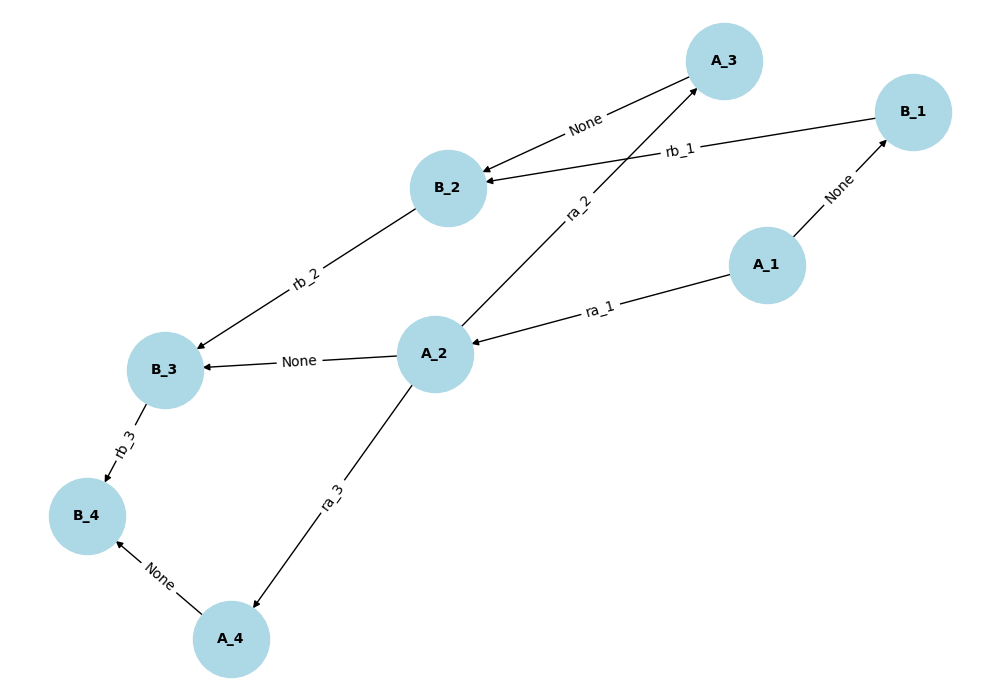 A_3
B_1
None
rb_1
B_2
None
ra_2
A_1
rb_2
ra_1
A_2
None
B_3
rb_3
ra_3
B_4
None
A_4